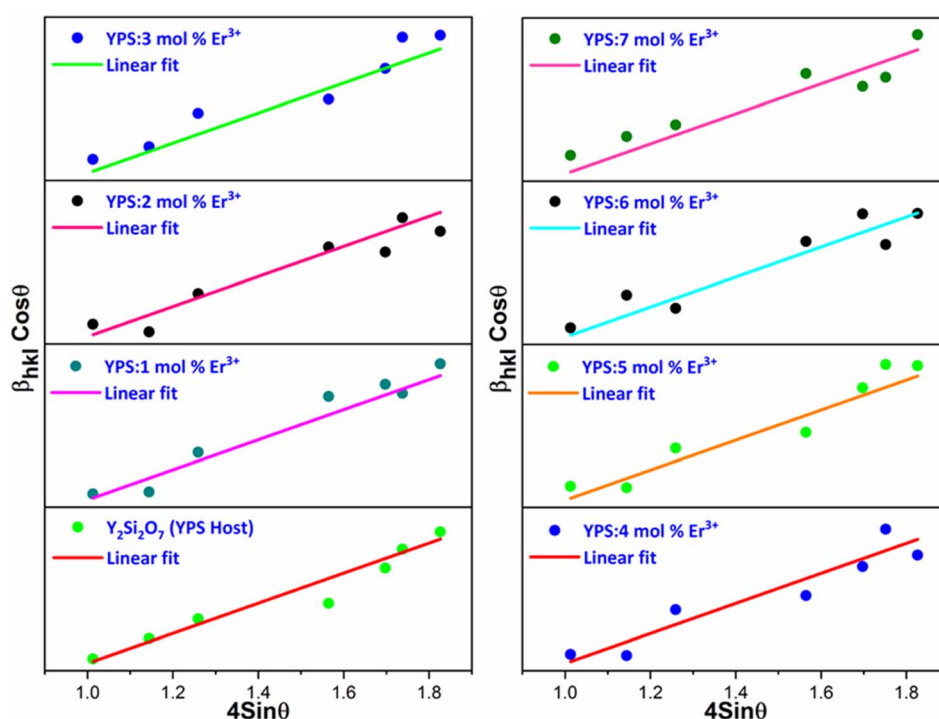 YPS:3 mol % Er³⁺
Linear fit
YPS:2 mol % Er³⁺
Linear fit
YPS:1 mol % Er³⁺
Linear fit
Y₂Si₂O₇ (YPS Host)
Linear fit
β_hkl Cosθ
1.0 1.2 1.4 1.6 1.8
4Sinθ
YPS:7 mol % Er³⁺
Linear fit
YPS:6 mol % Er³⁺
Linear fit
YPS:5 mol % Er³⁺
Linear fit
YPS:4 mol % Er³⁺
Linear fit
β_hkl Cosθ
1.0 1.2 1.4 1.6 1.8
4Sinθ